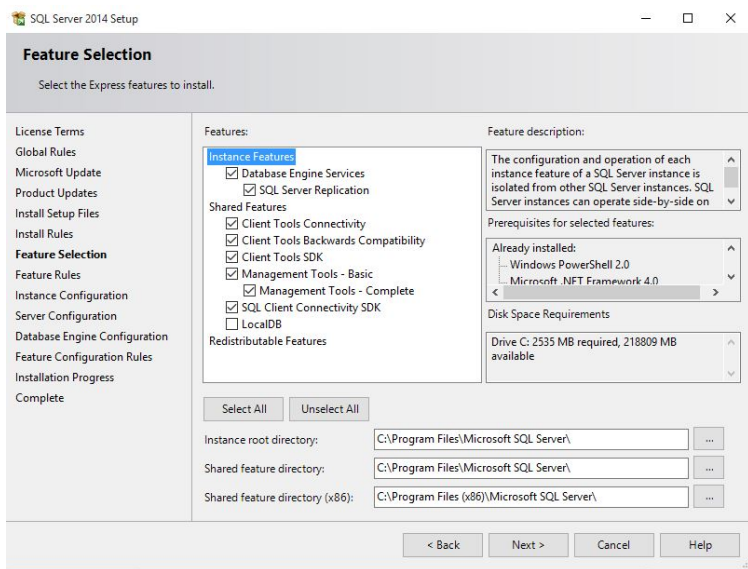 SQL Server 2014 Setup
Feature Selection
Select the Express features to install.
License Terms
Global Rules
Microsoft Update
Product Updates
Install Setup Files
Install Rules
Feature Selection
Feature Rules
Instance Configuration
Server Configuration
Database Engine Configuration
Feature Configuration Rules
Installation Progress
Complete
Features:
Instance Features
Database Engine Services
SQL Server Replication
Shared Features
Client Tools Connectivity
Client Tools Backwards Compatibility
Client Tools SDK
Management Tools - Basic
Management Tools - Complete
SQL Client Connectivity SDK
LocalDB
Redistributable Features
Feature description:
The configuration and operation of each
instance feature of a SQL Server instance is
isolated from other SQL Server instances. SQL
Server instances can operate side-by-side on
Prerequisites for selected features:
Already installed:
Windows PowerShell 2.0
Microsoft .NET Framework 4.0
Disk Space Requirements
Drive C: 2535 MB required, 218809 MB
available
Select All
Unselect All
Instance root directory:
C:\Program Files\Microsoft SQL Server\
...
Shared feature directory:
C:\Program Files\Microsoft SQL Server\
...
Shared feature directory (x86):
C:\Program Files (x86)\Microsoft SQL Server\
...
< Back
Next >
Cancel
Help